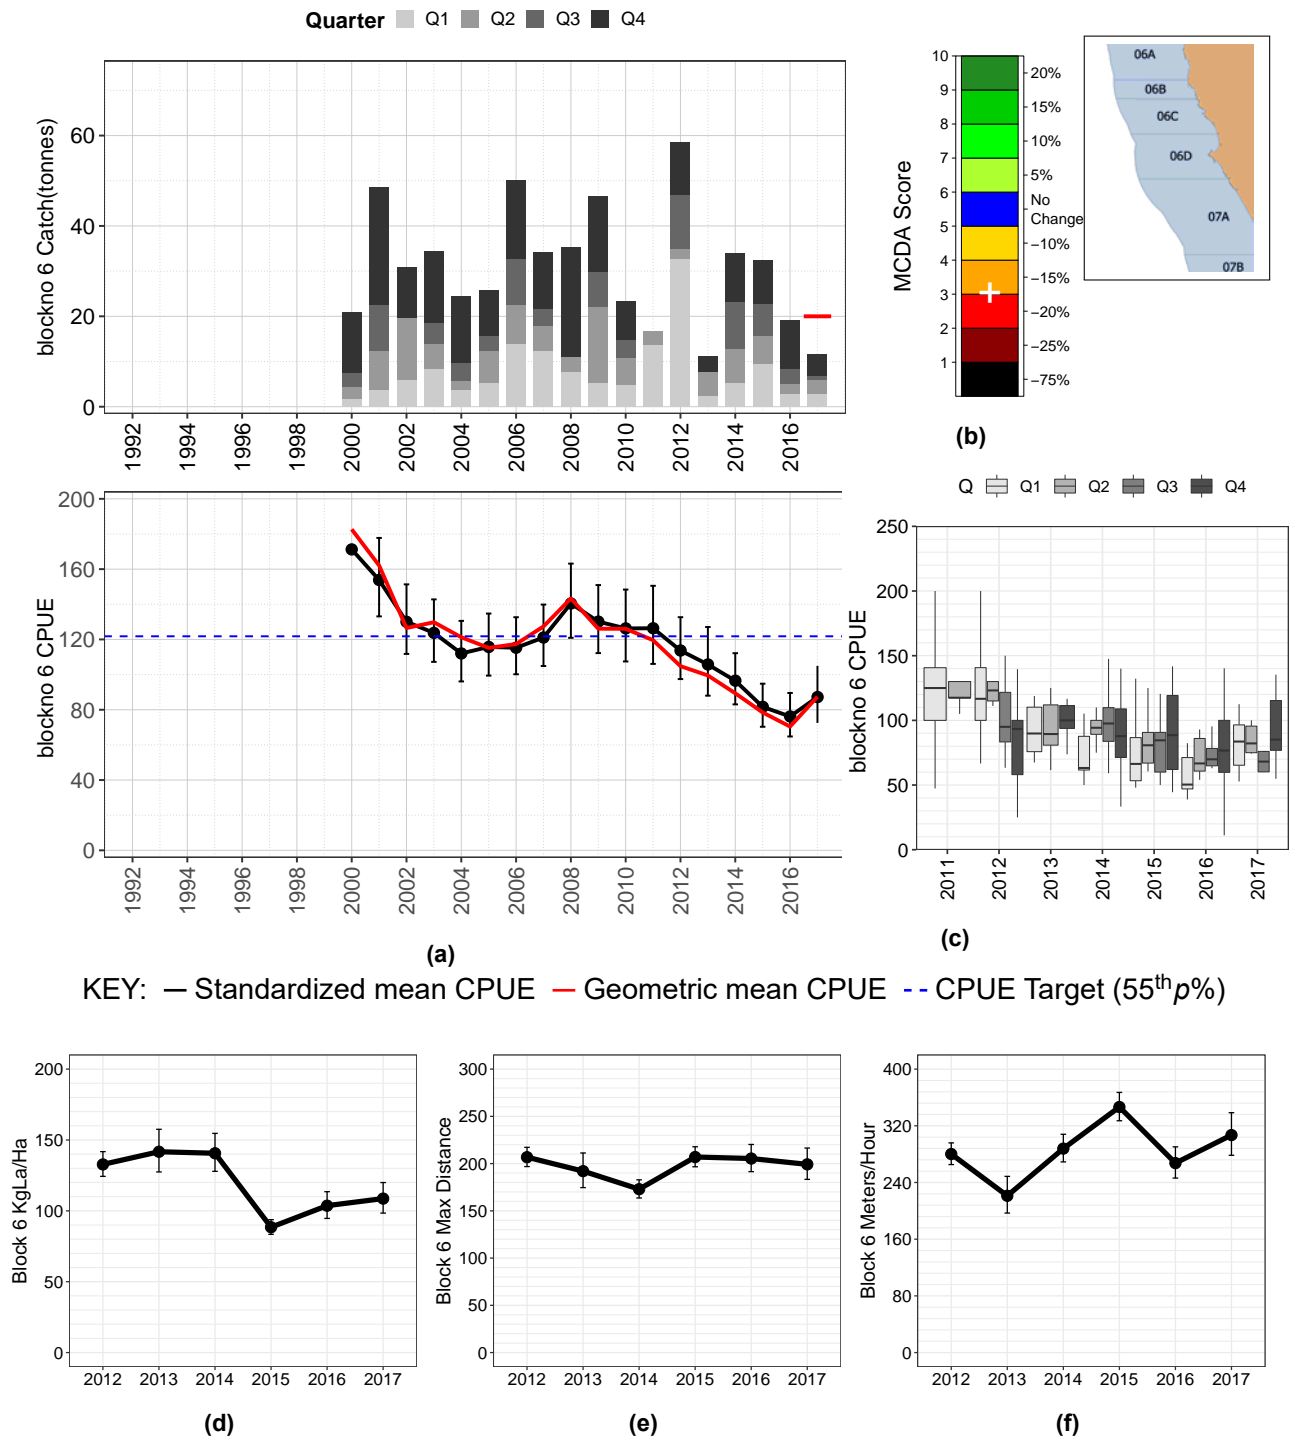 Quarter Q1 Q2 Q3 Q4
blockno 6 Catch(tonnes)
60
40
20
0
1992 1994 1996 1998 2000 2002 2004 2006 2008 2010 2012 2014 2016
blockno 6 CPUE
200
160
120
80
40
0
1992 1994 1996 1998 2000 2002 2004 2006 2008 2010 2012 2014 2016
(a)
MCDA Score
10
9
8
7
6
5
4
3
2
1
20%
15%
10%
5%
No
Change
−10%
−15%
−20%
−25%
−75%
(b)
06A
06B
06C
06D
07A
07B
Q Q1 Q2 Q3 Q4
blockno 6 CPUE
250
200
150
100
50
0
2011 2012 2013 2014 2015 2016 2017
(c)
KEY: Standardized mean CPUE Geometric mean CPUE CPUE Target (55th p%)
Block 6 KgLa/Ha
200
150
100
50
0
2012 2013 2014 2015 2016 2017
(d)
Block 6 Max Distance
300
250
200
150
100
50
0
2012 2013 2014 2015 2016 2017
(e)
Block 6 Meters/Hour
400
320
240
160
80
0
2012 2013 2014 2015 2016 2017
(f)